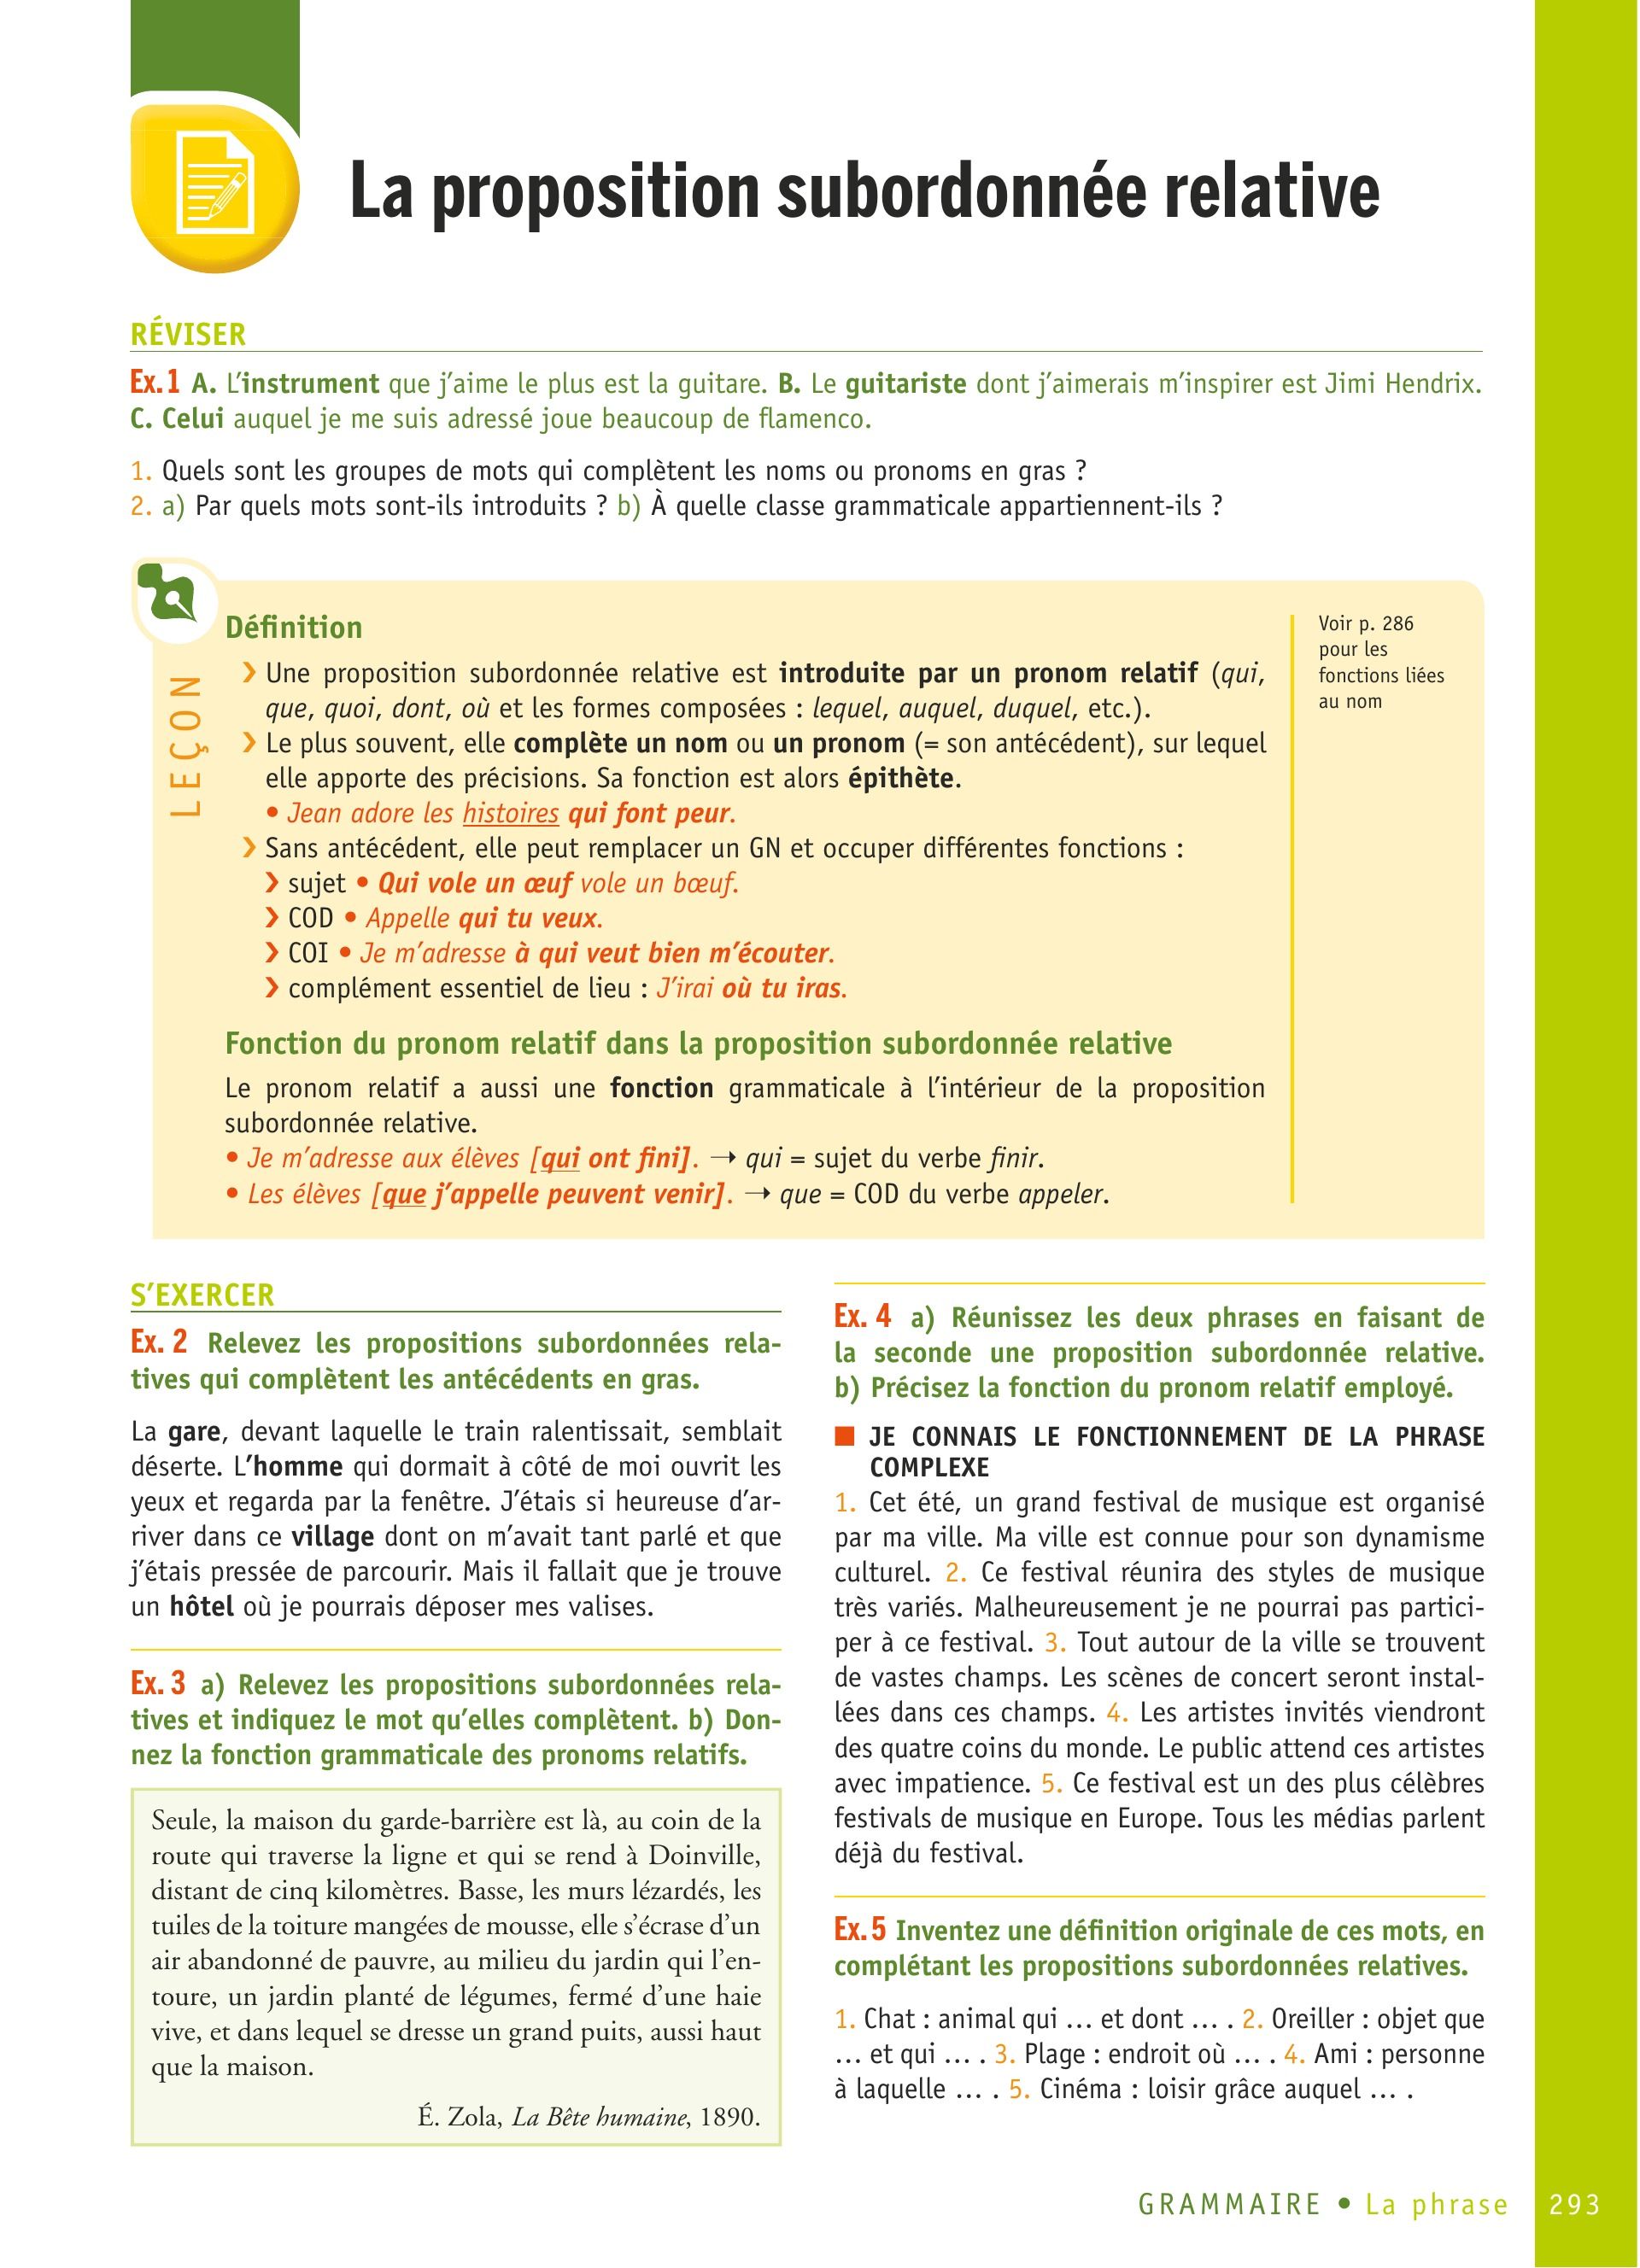 La proposition subordonnée relative
RÉVISER
Ex. 1 A. L’instrument que j’aime le plus est la guitare. B. Le guitariste dont j’aimerais m’inspirer est Jimi Hendrix.
C. Celui auquel je me suis adressé joue beaucoup de flamenco.
1. Quels sont les groupes de mots qui complètent les noms ou pronoms en gras ?
2. a) Par quels mots sont-ils introduits ? b) À quelle classe grammaticale appartiennent-ils ?
LEÇON
Définition
› Une proposition subordonnée relative est introduite par un pronom relatif (qui,
que, quoi, dont, où et les formes composées : lequel, auquel, duquel, etc.).
› Le plus souvent, elle complète un nom ou un pronom (= son antécédent), sur lequel
elle apporte des précisions. Sa fonction est alors épithète.
• Jean adore les histoires qui font peur.
› Sans antécédent, elle peut remplacer un GN et occuper différentes fonctions :
› sujet • Qui vole un œuf vole un bœuf.
› COD • Appelle qui tu veux.
› COI • Je m’adresse à qui veut bien m’écouter.
› complément essentiel de lieu : J’irai où tu iras.
Fonction du pronom relatif dans la proposition subordonnée relative
Le pronom relatif a aussi une fonction grammaticale à l’intérieur de la proposition
subordonnée relative.
• Je m’adresse aux élèves [qui ont fini]. → qui = sujet du verbe finir.
• Les élèves [que j’appelle peuvent venir]. → que = COD du verbe appeler.
Voir p. 286
pour les
fonctions liées
au nom
S’EXERCER
Ex. 2 Relevez les propositions subordonnées rela-
tives qui complètent les antécédents en gras.
La gare, devant laquelle le train ralentissait, semblait
déserte. L’homme qui dormait à côté de moi ouvrit les
yeux et regarda par la fenêtre. J’étais si heureuse d’ar-
river dans ce village dont on m’avait tant parlé et que
j’étais pressée de parcourir. Mais il fallait que je trouve
un hôtel où je pourrais déposer mes valises.
Ex. 3 a) Relevez les propositions subordonnées rela-
tives et indiquez le mot qu’elles complètent. b) Don-
nez la fonction grammaticale des pronoms relatifs.
Seule, la maison du garde-barrière est là, au coin de la
route qui traverse la ligne et qui se rend à Doinville,
distant de cinq kilomètres. Basse, les murs lézardés, les
tuiles de la toiture mangées de mousse, elle s’écrase d’un
air abandonné de pauvre, au milieu du jardin qui l’en-
toure, un jardin planté de légumes, fermé d’une haie
vive, et dans lequel se dresse un grand puits, aussi haut
que la maison.
É. Zola, La Bête humaine, 1890.
Ex. 4 a) Réunissez les deux phrases en faisant de
la seconde une proposition subordonnée relative.
b) Précisez la fonction du pronom relatif employé.
■ JE CONNAIS LE FONCTIONNEMENT DE LA PHRASE
COMPLEXE
1. Cet été, un grand festival de musique est organisé
par ma ville. Ma ville est connue pour son dynamisme
culturel. 2. Ce festival réunira des styles de musique
très variés. Malheureusement je ne pourrai pas partici-
per à ce festival. 3. Tout autour de la ville se trouvent
de vastes champs. Les scènes de concert seront instal-
lées dans ces champs. 4. Les artistes invités viendront
des quatre coins du monde. Le public attend ces artistes
avec impatience. 5. Ce festival est un des plus célèbres
festivals de musique en Europe. Tous les médias parlent
déjà du festival.
Ex. 5 Inventez une définition originale de ces mots, en
complétant les propositions subordonnées relatives.
1. Chat : animal qui … et dont … . 2. Oreiller : objet que
… et qui … . 3. Plage : endroit où … . 4. Ami : personne
à laquelle … . 5. Cinéma : loisir grâce auquel … .
GRAMMAIRE • La phrase 293